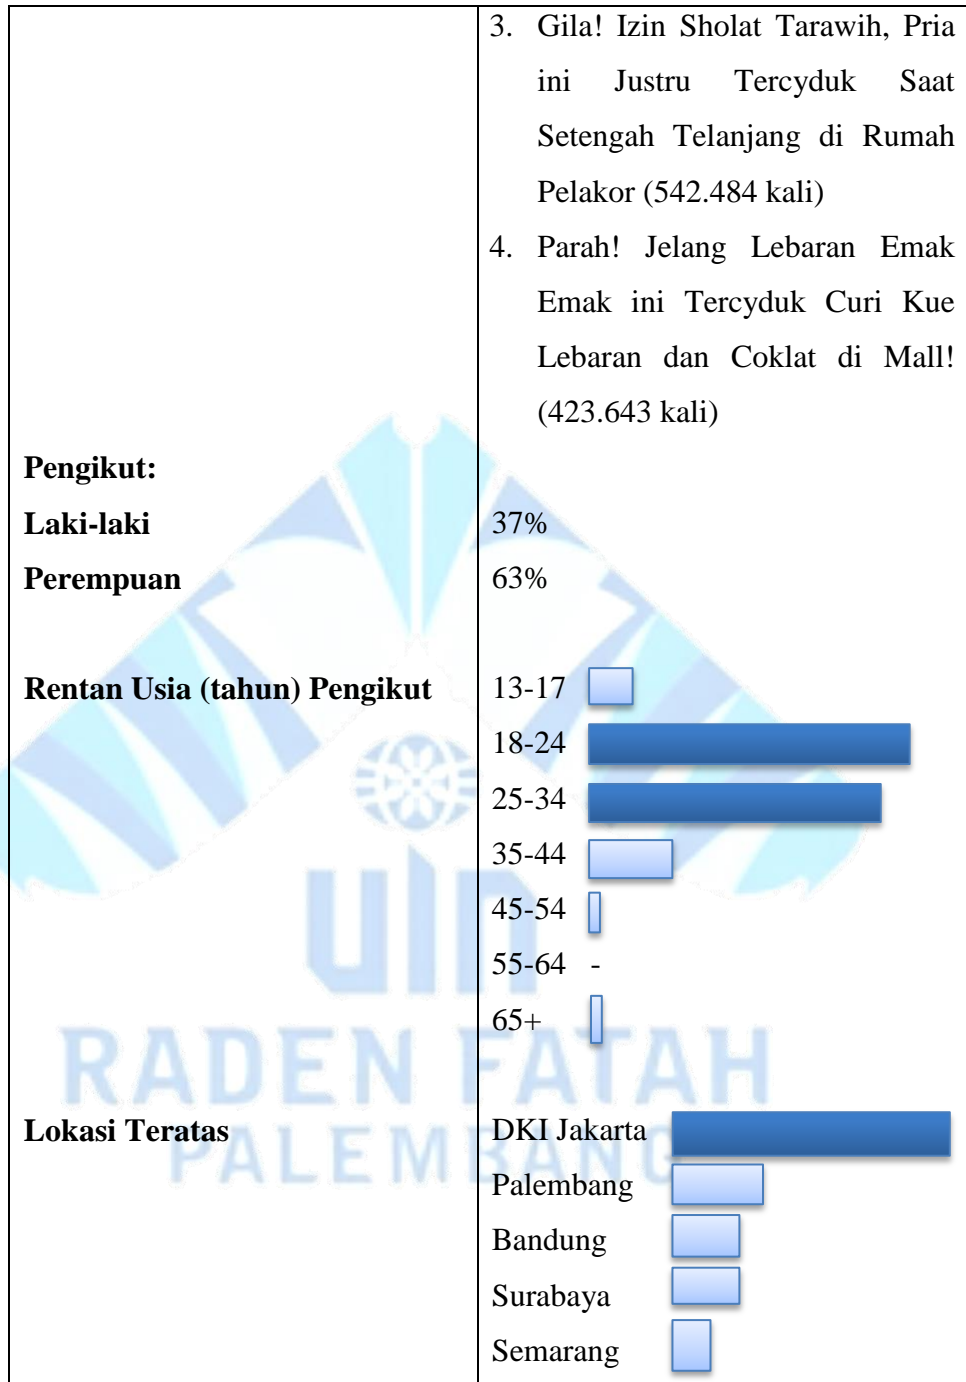 3. Gila! Izin Sholat Tarawih, Pria
ini Justru Tercyduk Saat
Setengah Telanjang di Rumah
Pelakor (542.484 kali)
4. Parah! Jelang Lebaran Emak
Emak ini Tercyduk Curi Kue
Lebaran dan Coklat di Mall!
(423.643 kali)
Pengikut:
Laki-laki 37%
Perempuan 63%
Rentan Usia (tahun) Pengikut 13-17
18-24
25-34
35-44
45-54
55-64 -
65+
Lokasi Teratas DKI Jakarta
Palembang
Bandung
Surabaya
Semarang
uin
RADEN FATAH
PALEMBANG